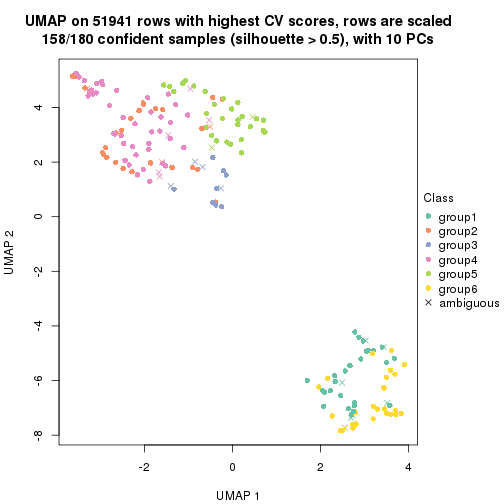 UMAP on 51941 rows with highest CV scores, rows are scaled
158/180 confident samples (silhouette > 0.5), with 10 PCs
UMAP 2
4
2
0
-2
-4
-6
-8
-2
0
2
4
UMAP 1
Class
group1
group2
group3
group4
group5
group6
ambiguous